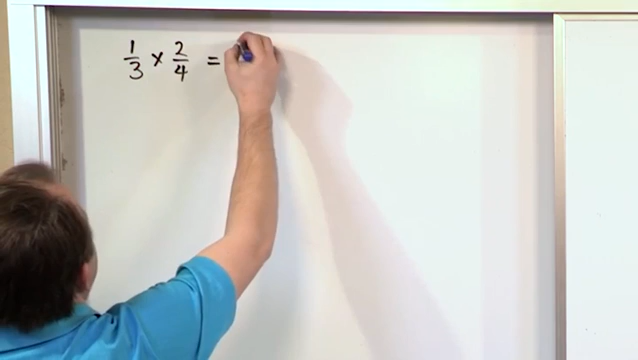 1/3 × 2/4 =